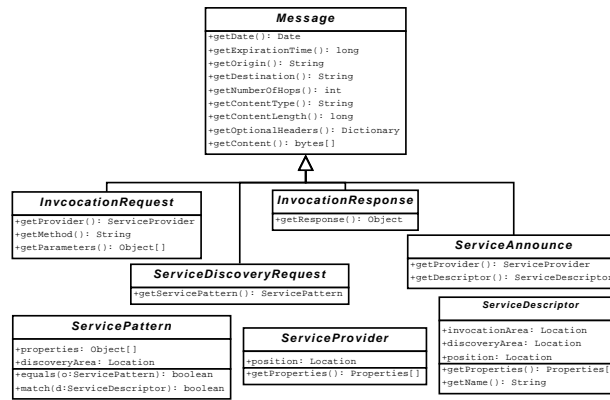 Message
+getDate(): Date
+getExpirationTime(): long
+getOrigin(): String
+getDestination(): String
+getNumberOfHops(): int
+getContentType(): String
+getContentLength(): long
+getOptionalHeaders(): Dictionary
+getContent(): bytes[]
InvcocationRequest
+getProvider(): ServiceProvider
+getMethod(): String
+getParameters(): Object[]
InvocationResponse
+getResponse(): Object
ServiceAnnounce
+getProvider(): ServiceProvider
+getDescriptor(): ServiceDescriptor
ServiceDiscoveryRequest
+getServicePattern(): ServicePattern
ServicePattern
+properties: Object[]
+discoveryArea: Location
+equals(o:ServicePattern): boolean
+match(d:ServiceDescriptor): boolean
ServiceProvider
+position: Location
+getProperties(): Properties[]
ServiceDescriptor
+invocationArea: Location
+discoveryArea: Location
+position: Location
+getProperties(): Properties[]
+getName(): String